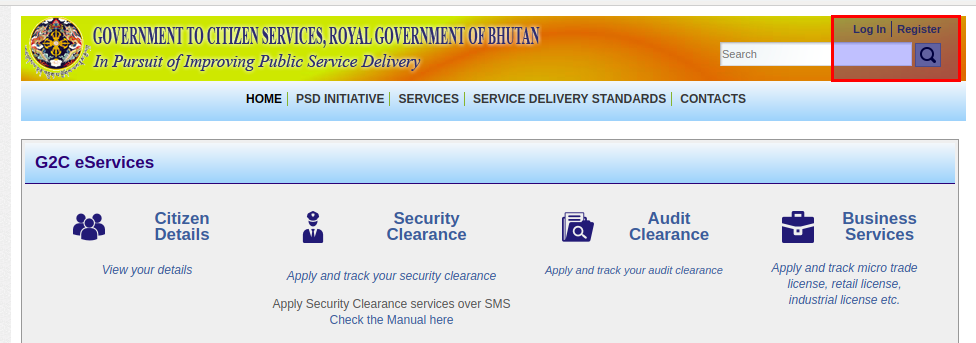 GOVERNMENT TO CITIZEN SERVICES, ROYAL GOVERNMENT OF BHUTAN
In Pursuit of Improving Public Service Delivery
Log In Register
Search
HOME PSD INITIATIVE SERVICES SERVICE DELIVERY STANDARDS CONTACTS
G2C eServices
Citizen
Details
View your details
Security
Clearance
Apply and track your security clearance
Apply Security Clearance services over SMS
Check the Manual here
Audit
Clearance
Apply and track your audit clearance
Business
Services
Apply and track micro trade
license, retail license,
industrial license etc.